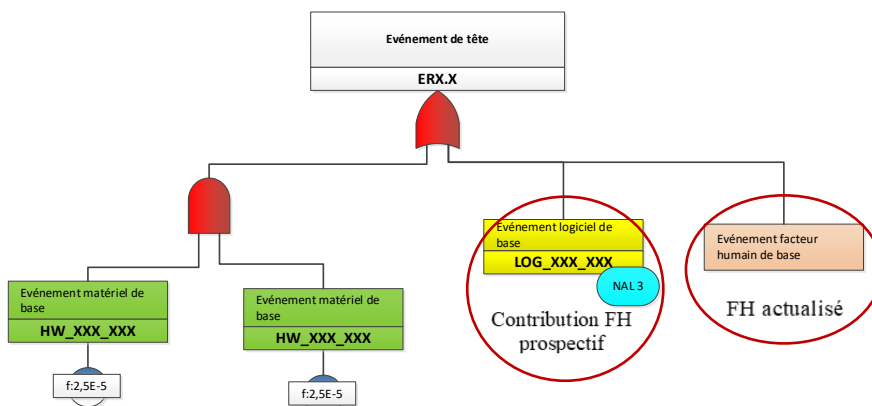 Evénement de tête
ERX.X
Evénement logiciel de
base
LOG_XXX_XXX
NAL 3
Contribution FH
prospectif
Evénement facteur
humain de base
FH actualisé
Evénement matériel de
base
HW_XXX_XXX
f:2,5E-5
Evénement matériel de
base
HW_XXX_XXX
f:2,5E-5